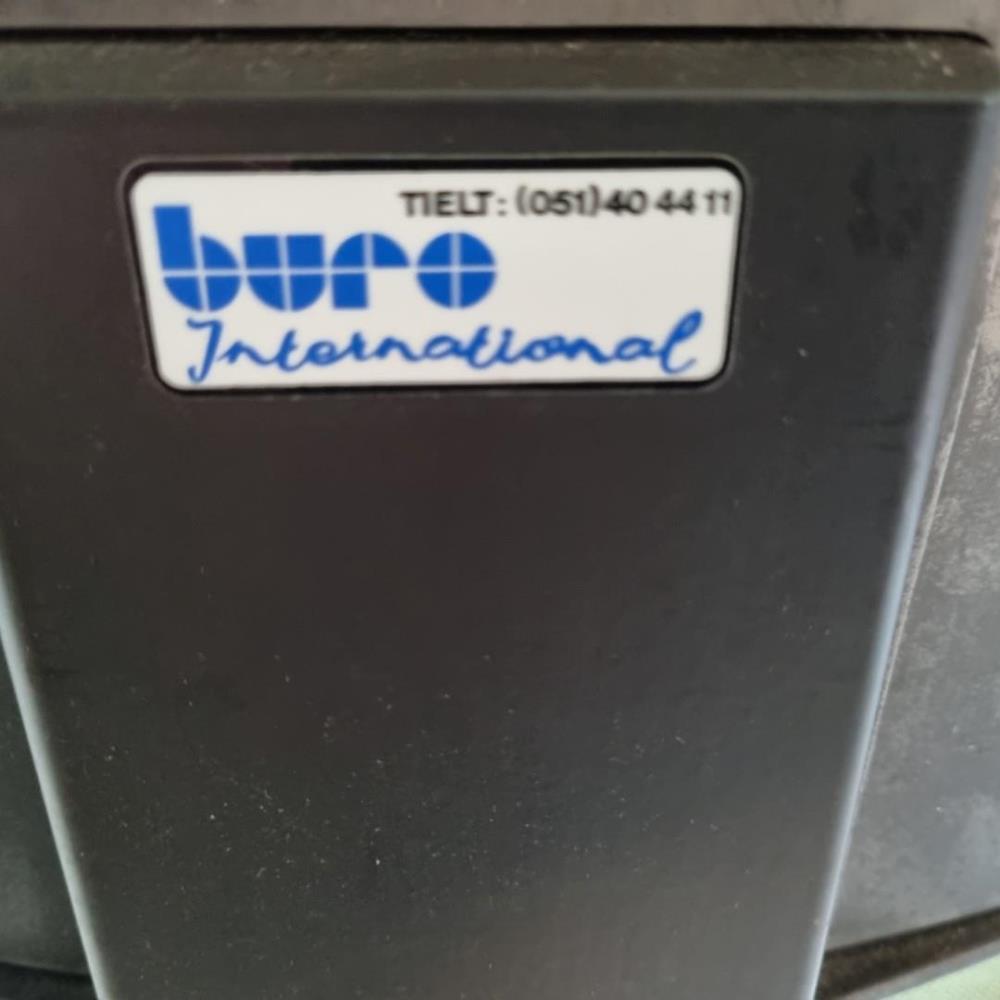 TIELT: (051) 40 44 11
buro
International